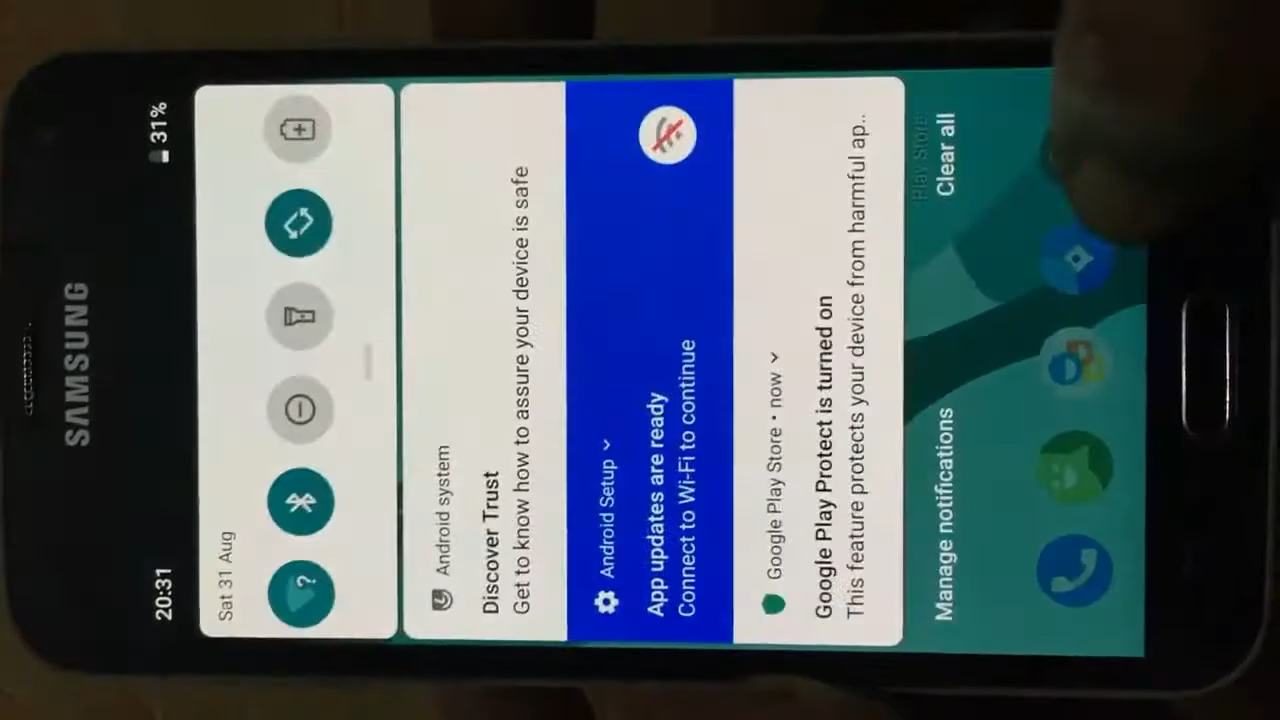 SAMSUNG
20:31
31%
Sat 31 Aug
?
Android system
Discover Trust
Get to know how to assure your device is safe
Android Setup
App updates are ready
Connect to Wi-Fi to continue
Google Play Store • now
Google Play Protect is turned on
This feature protects your device from harmful ap..
Play Store
Manage notifications
Clear all